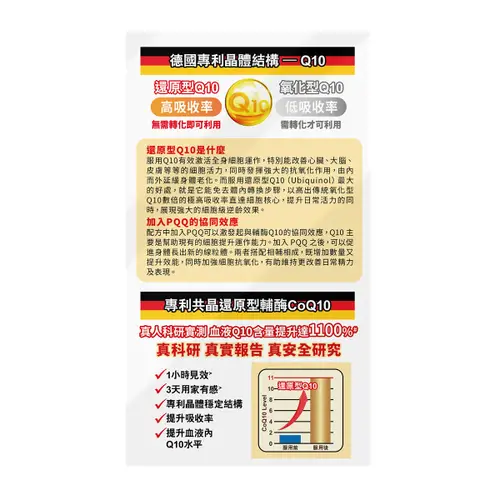 德國專利晶體結構 — Q10
還原型Q10
高吸收率
無需轉化即可利用
Q10
氧化型Q10
低吸收率
需轉化才可利用
還原型Q10是什麼
服用Q10有效激活全身細胞運作，特別能改善心臟、大腦、
皮膚等等的細胞活力，同時發揮強大的抗氧化作用，由內
而外延緩身體老化。而服用還原型Q10 (Ubiquinol) 最大
的好處，就是它能免去體內轉換步驟，以高出傳統氧化型
Q10數倍的極高吸收率直達細胞核心，提升日常活力的同
時，展現強大的細胞級逆齡效果。
加入PQQ的協同效應
配方中加入PQQ可以激發起與輔酶Q10的協同效應，Q10 主
要是幫助現有的細胞提升運作能力。加入 PQQ 之後，可以促
進身體長出新的線粒體。兩者搭配相輔相成，既增加數量又
提升效能，同時加強細胞抗氧化，有助維持更改善日常精力
及表現。
專利共晶還原型輔酶CoQ10
真人科研實測 血液Q10含量提升達1100%*
真科研 真實報告 真安全研究
✓1小時見效*
✓3天用家有感*
✓專利晶體穩定結構
✓提升吸收率
✓提升血液內
Q10水平
CoQ10 Level
11
10
8
6
4
2
0
還原型Q10
服用前
服用後